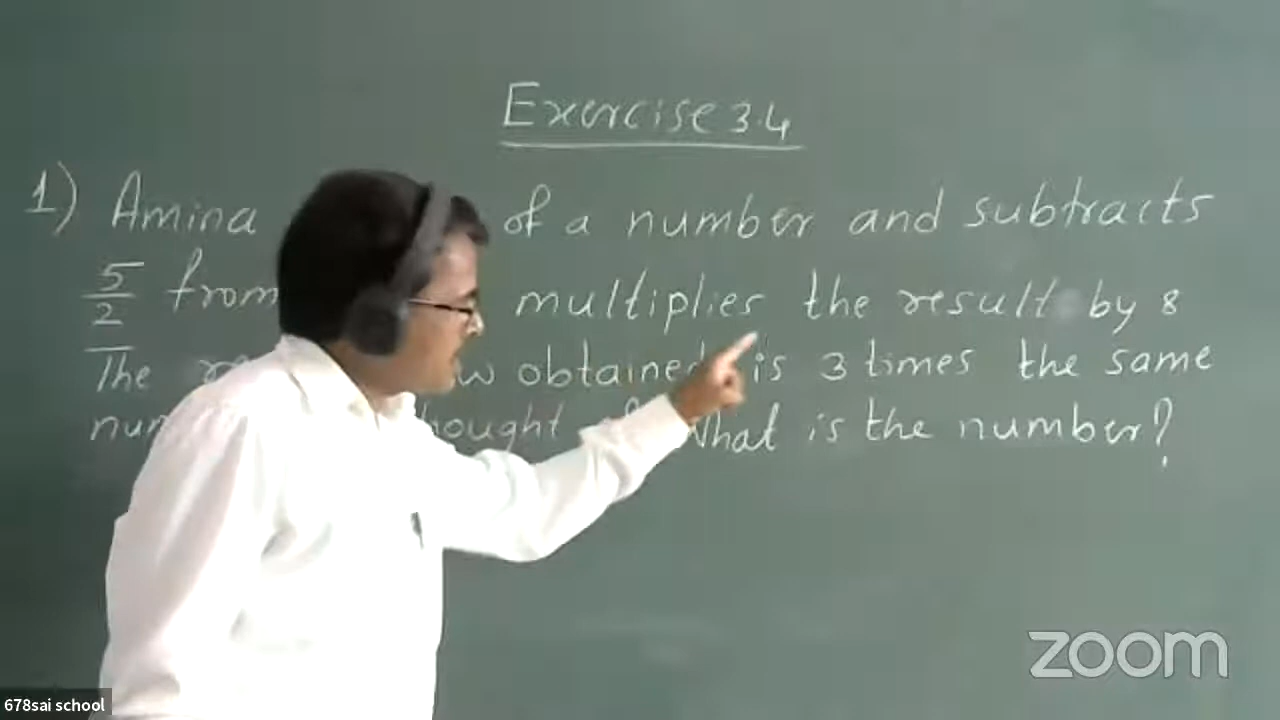 Exercise 3.4
1) Amina of a number and subtracts
5/2 from multiplies the result by 8
The obtained is 3 times the same
What is the number?
zoom
678sai school